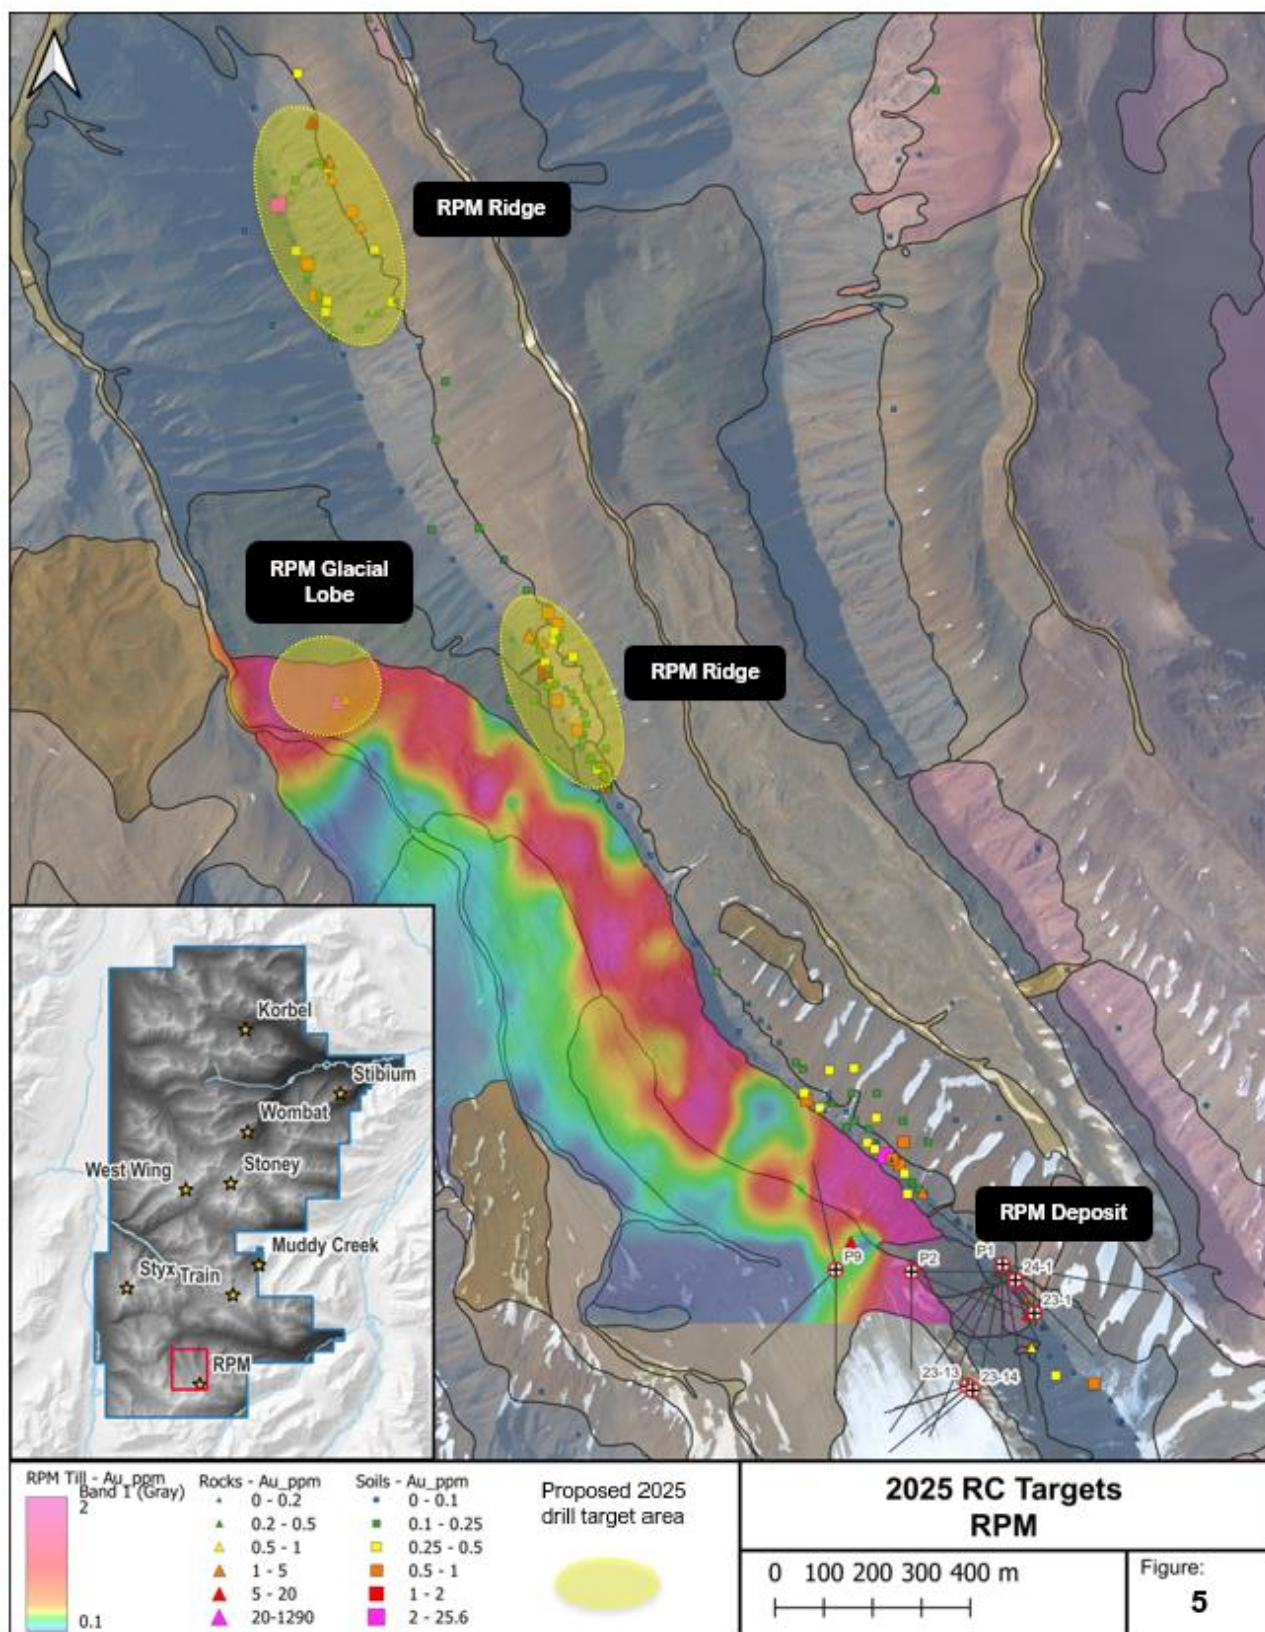 RPM Ridge
RPM Glacial
Lobe
RPM Ridge
RPM Deposit
P9
P2
P1
24-1
23-1
23-13
23-14
Korbel
Stibium
Wombat
West Wing
Stoney
Muddy Creek
Styx
Train
RPM
RPM Till - Au_ppm
Band 1 (Gray)
2
0.1
Rocks - Au_ppm
0 - 0.2
0.2 - 0.5
0.5 - 1
1 - 5
5 - 20
20-1290
Soils - Au_ppm
0 - 0.1
0.1 - 0.25
0.25 - 0.5
0.5 - 1
1 - 2
2 - 25.6
Proposed 2025
drill target area
2025 RC Targets
RPM
0 100 200 300 400 m
Figure:
5